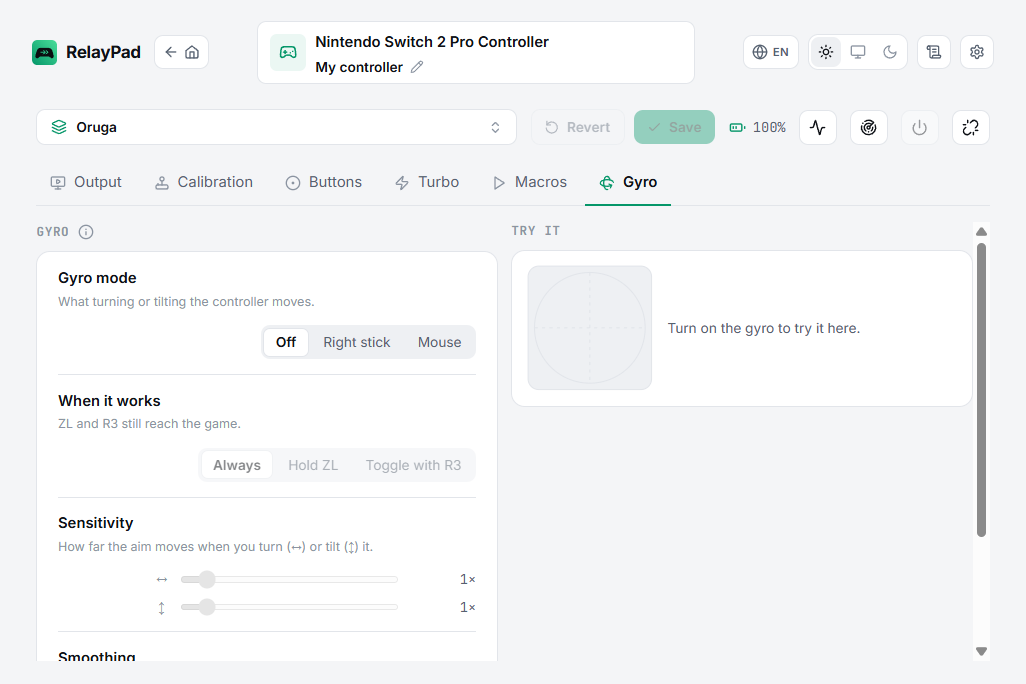 RelayPad
Nintendo Switch 2 Pro Controller
My controller
EN
Oruga
Revert
Save
100%
Output
Calibration
Buttons
Turbo
Macros
Gyro
GYRO
TRY IT
Gyro mode
What turning or tilting the controller moves.
Off
Right stick
Mouse
Turn on the gyro to try it here.
When it works
ZL and R3 still reach the game.
Always
Hold ZL
Toggle with R3
Sensitivity
How far the aim moves when you turn (↔) or tilt (↕) it.
↔ 1×
↕ 1×
Smoothing